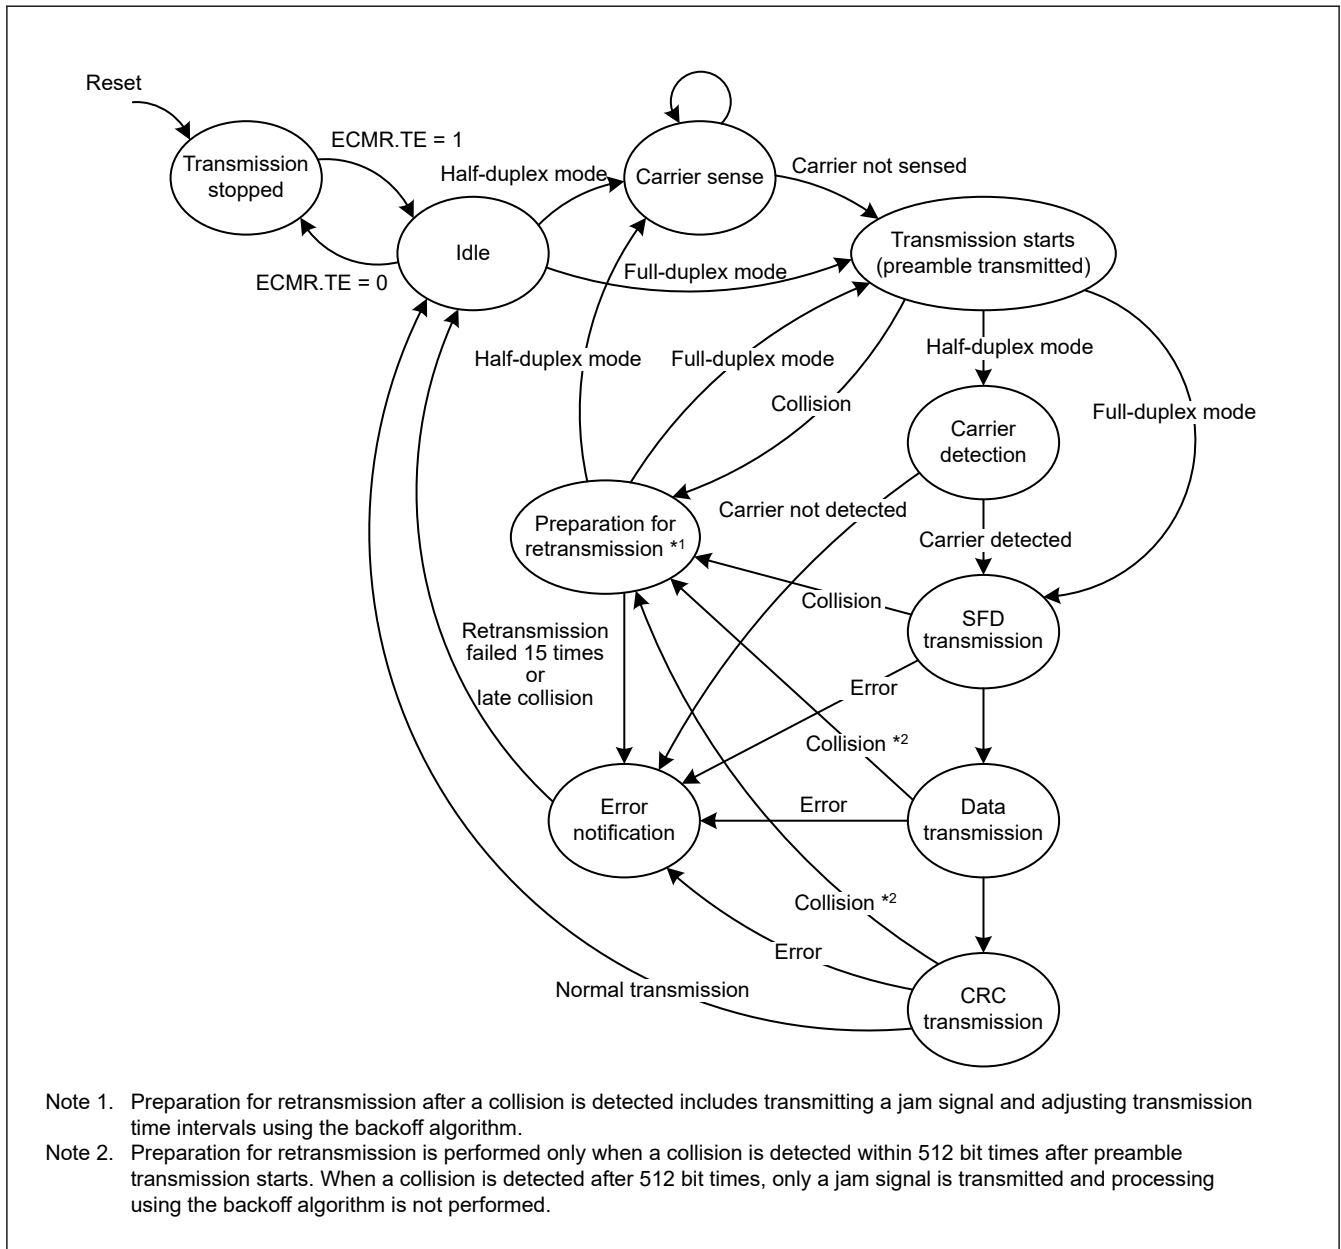 Reset
ECMR.TE = 1
Transmission
stopped
Half-duplex mode
Carrier sense
Carrier not sensed
Idle
ECMR.TE = 0
Full-duplex mode
Transmission starts
(preamble transmitted)
Half-duplex mode
Full-duplex mode
Half-duplex mode
Collision
Full-duplex mode
Carrier
detection
Carrier not detected
Preparation for
retransmission *1
Carrier detected
Collision
SFD
transmission
Retransmission
failed 15 times
or
late collision
Error
Collision *2
Error
notification
Error
Data
transmission
Collision *2
Error
Normal transmission
CRC
transmission
Note 1. Preparation for retransmission after a collision is detected includes transmitting a jam signal and adjusting transmission
time intervals using the backoff algorithm.
Note 2. Preparation for retransmission is performed only when a collision is detected within 512 bit times after preamble
transmission starts. When a collision is detected after 512 bit times, only a jam signal is transmitted and processing
using the backoff algorithm is not performed.